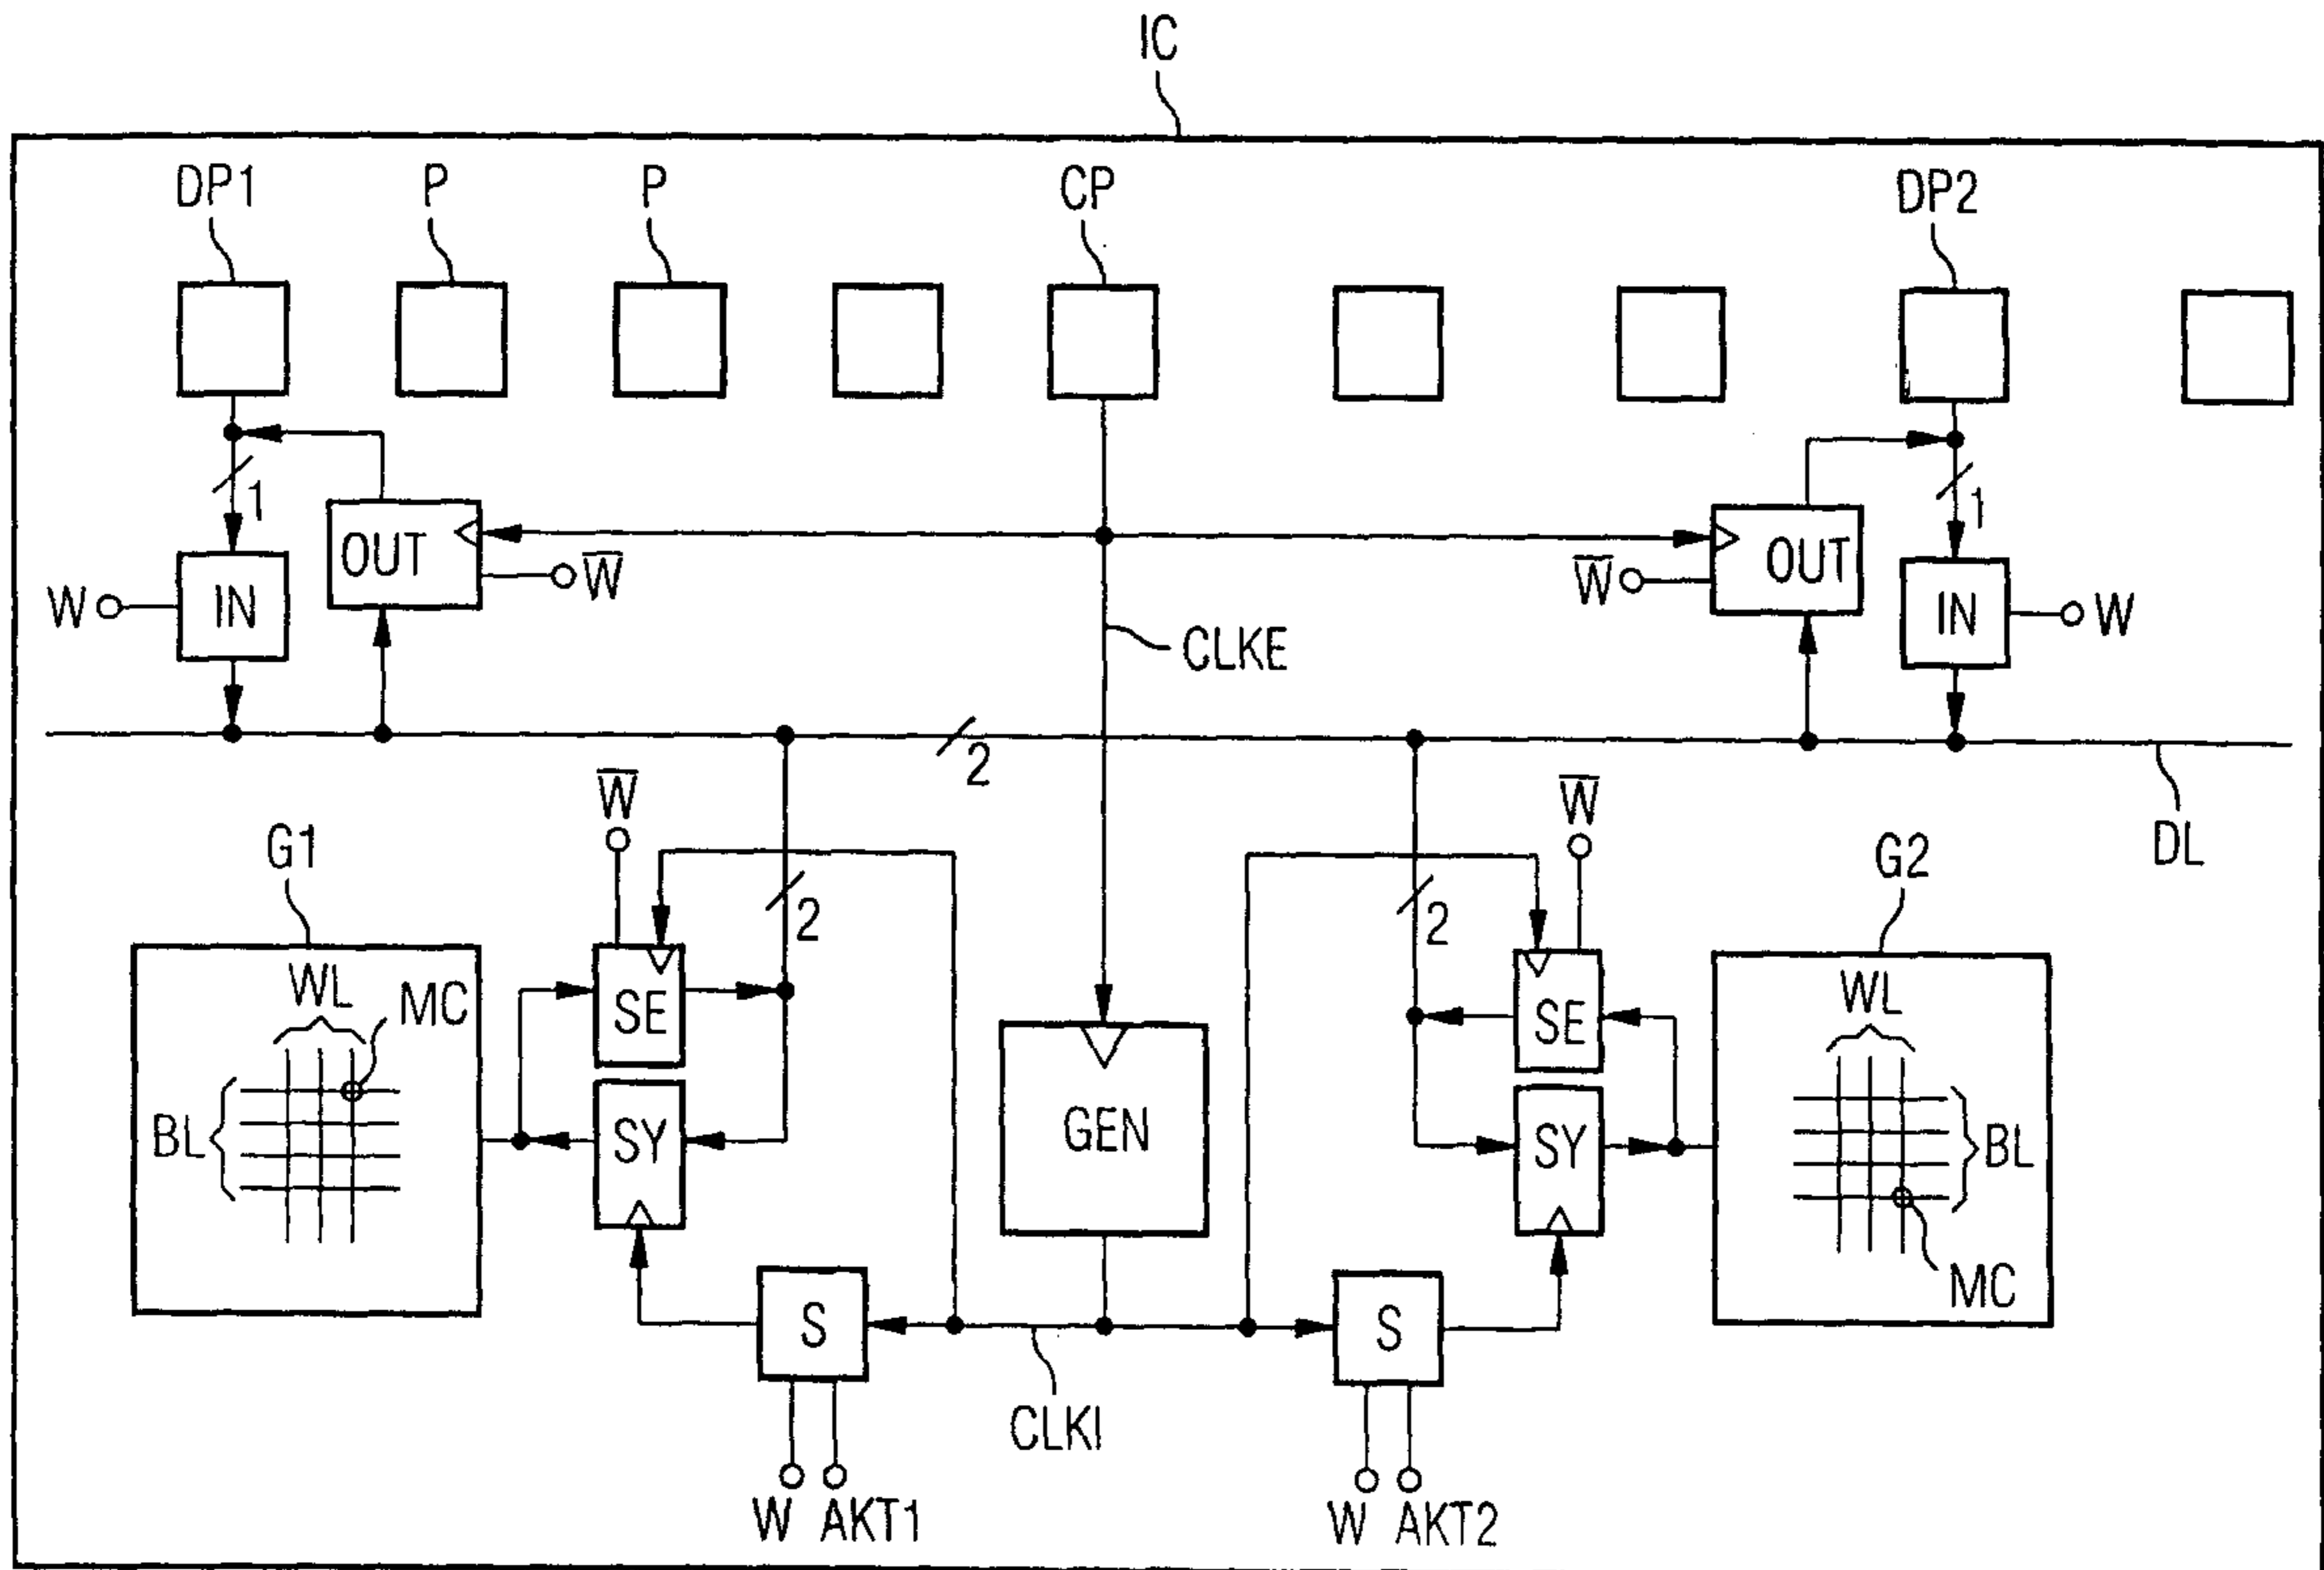 IC
DP1 P P CP DP2
1 1
OUT OUT
W IN W̅ W̅ IN W
CLKE
2
W̅ W̅
G1 G2 DL
2 2
WL MC SE SE WL
BL SY GEN SY BL
MC
S S
CLKI
W AKT1 W AKT2